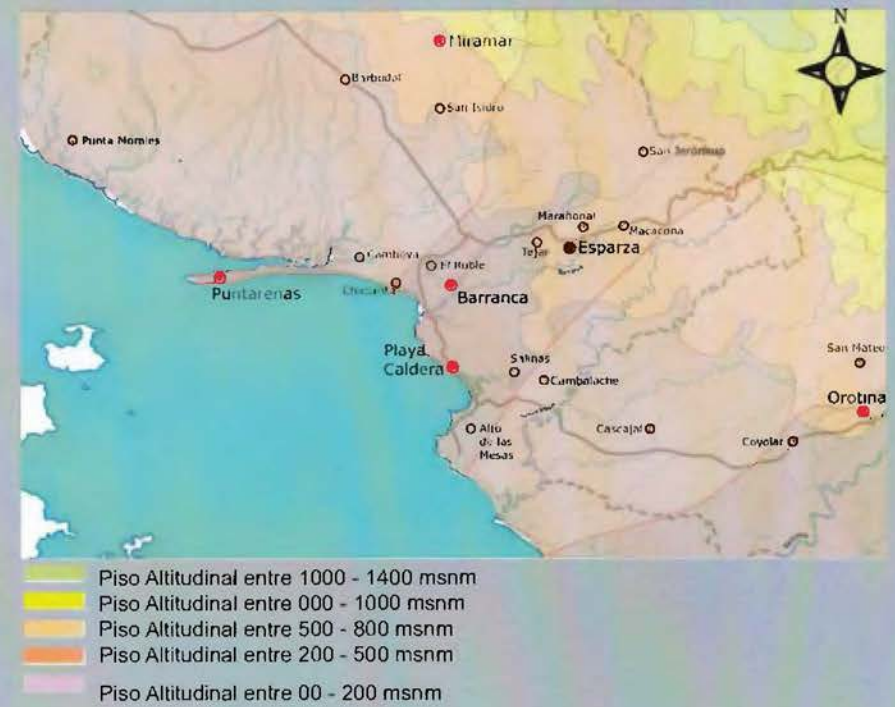 N
Miramar
Barbudal
San Isidro
Punta Morales
San Jerónimo
Marañonal
Macacona
Tejar
Esparza
Camboya
El Roble
Chacarita
Puntarenas
Barranca
Playa
Caldera
Salinas
Cambalache
San Mateo
Orotina
Alto
de las
Mesas
Cascajal
Coyolar
Piso Altitudinal entre 1000 - 1400 msnm
Piso Altitudinal entre 000 - 1000 msnm
Piso Altitudinal entre 500 - 800 msnm
Piso Altitudinal entre 200 - 500 msnm
Piso Altitudinal entre 00 - 200 msnm